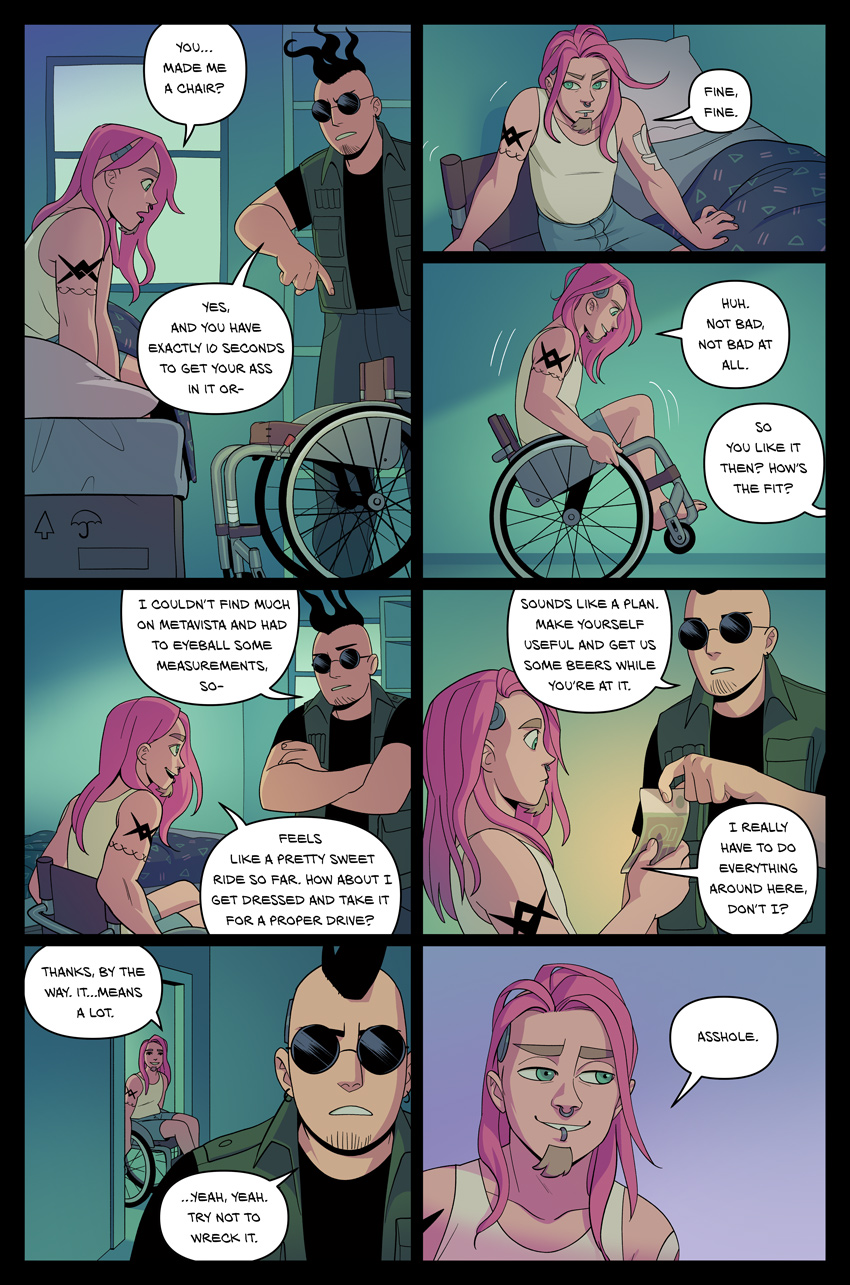 YOU...
MADE ME
A CHAIR?
YES,
AND YOU HAVE
EXACTLY 10 SECONDS
TO GET YOUR ASS
IN IT OR-
FINE,
FINE.
HUH.
NOT BAD,
NOT BAD AT
ALL.
SO
YOU LIKE IT
THEN? HOW'S
THE FIT?
I COULDN'T FIND MUCH
ON METAVISTA AND HAD
TO EYEBALL SOME
MEASUREMENTS,
SO-
FEELS
LIKE A PRETTY SWEET
RIDE SO FAR. HOW ABOUT I
GET DRESSED AND TAKE IT
FOR A PROPER DRIVE?
SOUNDS LIKE A PLAN.
MAKE YOURSELF
USEFUL AND GET US
SOME BEERS WHILE
YOU'RE AT IT.
I REALLY
HAVE TO DO
EVERYTHING
AROUND HERE,
DON'T I?
THANKS, BY THE
WAY. IT...MEANS
A LOT.
...YEAH, YEAH.
TRY NOT TO
WRECK IT.
ASSHOLE.